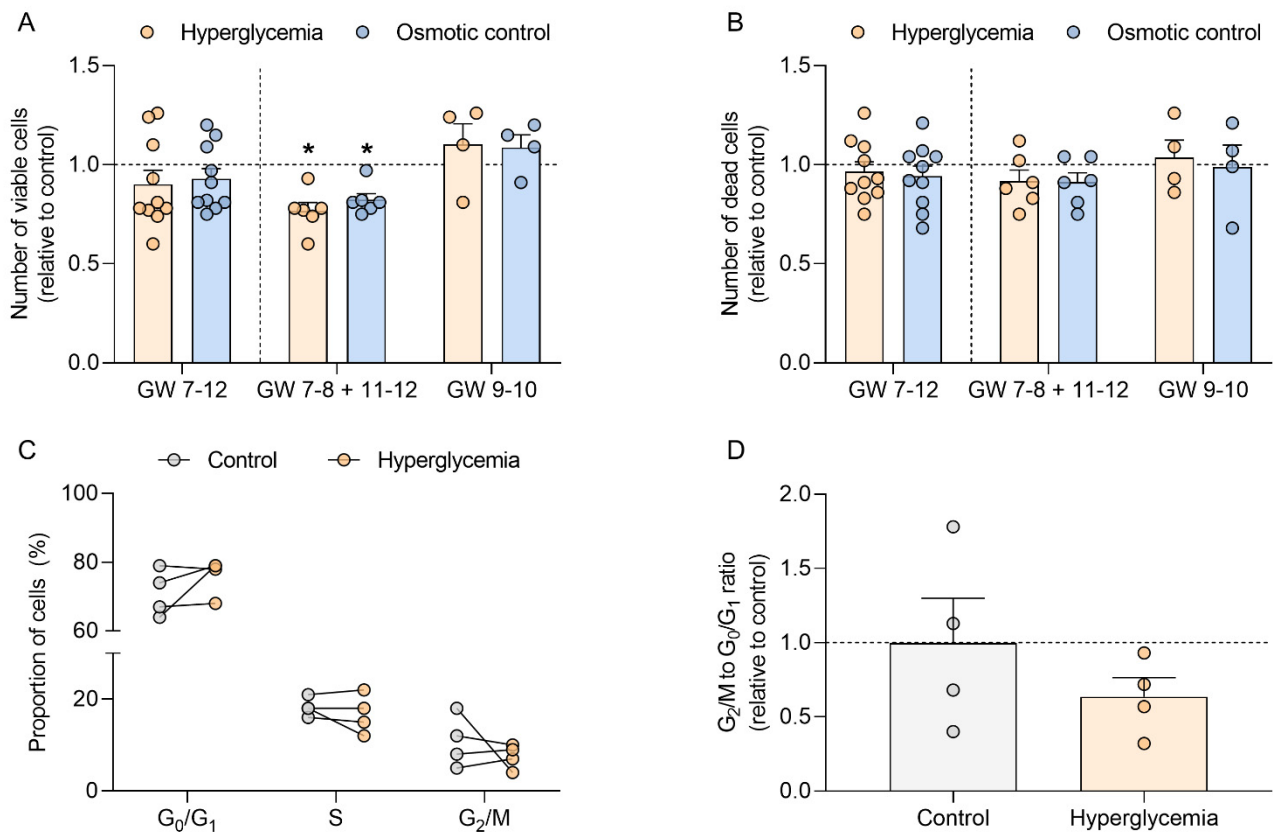 A
Hyperglycemia
Osmotic control
Number of viable cells
(relative to control)
1.5
1.0
0.5
0.0
*
*
GW 7-12
GW 7-8 + 11-12
GW 9-10
B
Hyperglycemia
Osmotic control
Number of dead cells
(relative to control)
1.5
1.0
0.5
0.0
GW 7-12
GW 7-8 + 11-12
GW 9-10
C
Control
Hyperglycemia
Proportion of cells (%)
100
80
60
20
0
G₀/G₁
S
G₂/M
D
G₂/M to G₀/G₁ ratio
(relative to control)
2.0
1.5
1.0
0.5
0.0
Control
Hyperglycemia